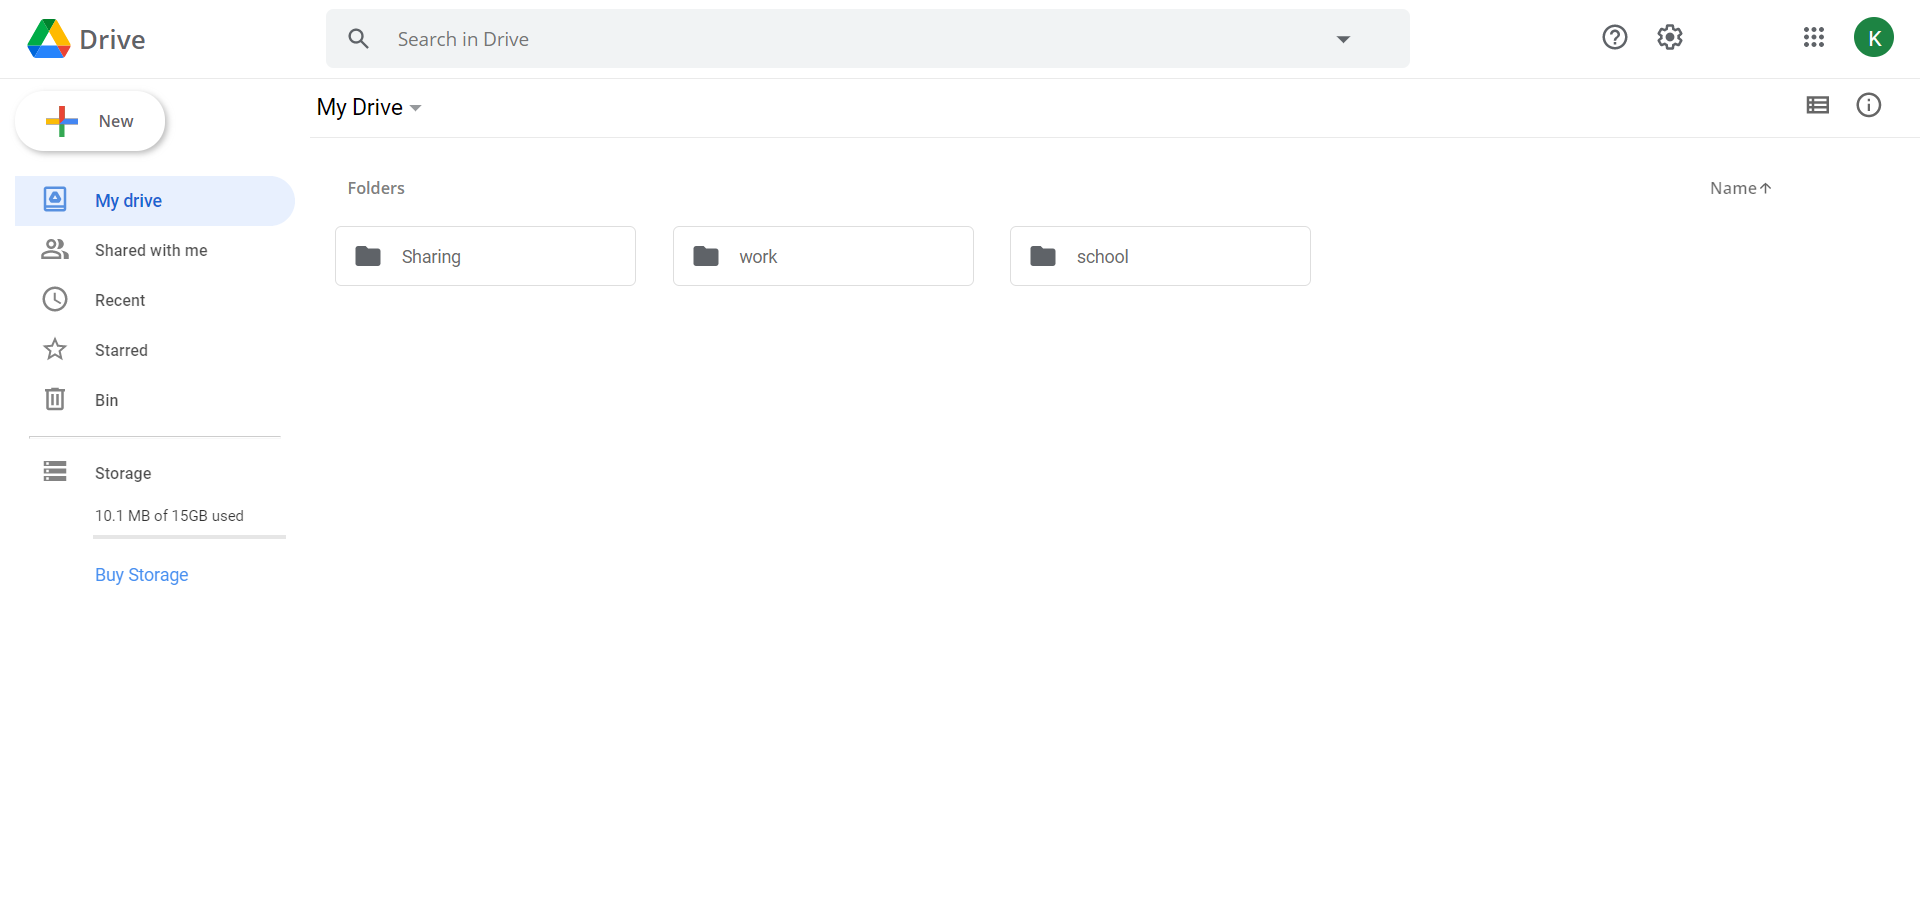 Drive
Search in Drive
K
New
My Drive
My drive
Shared with me
Recent
Starred
Bin
Storage
10.1 MB of 15GB used
Buy Storage
Folders
Name
Sharing
work
school